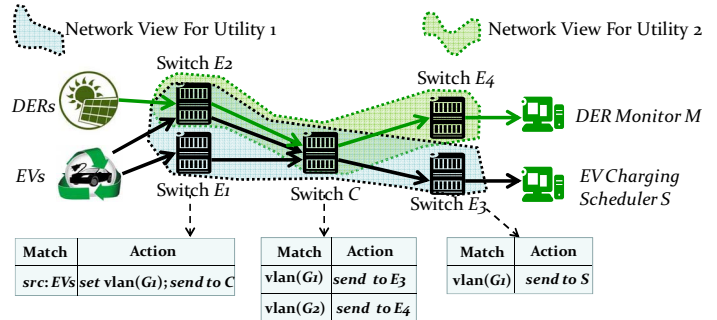 Network View For Utility 1
Network View For Utility 2
Switch E2
Switch E4
DERs
DER Monitor M
EVs
EV Charging
Scheduler S
Switch E1
Switch C
Switch E3
Match Action
src: EVs set vlan(G1); send to C
Match Action
vlan(G1) send to E3
vlan(G2) send to E4
Match Action
vlan(G1) send to S